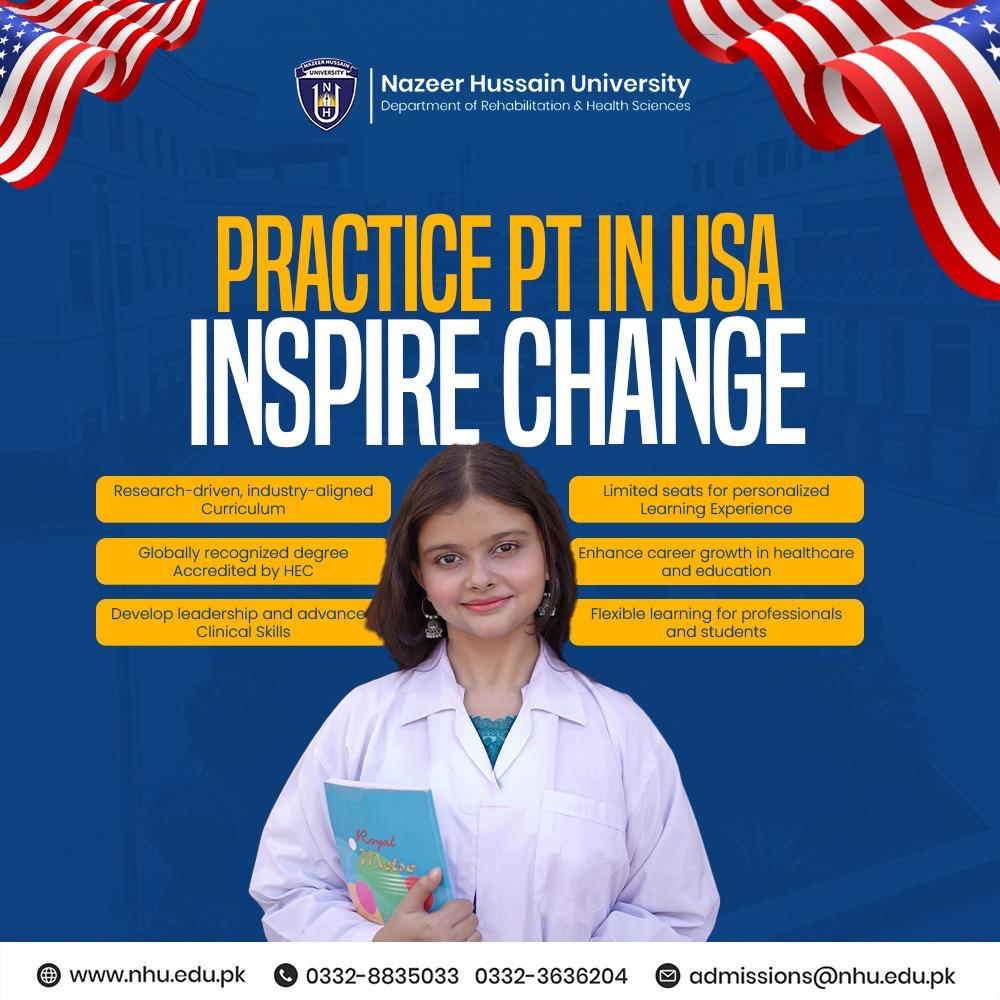 NAZEER HUSSAIN
UNIVERSITY
N
U
H
Nazeer Hussain University
Department of Rehabilitation & Health Sciences
PRACTICE PT IN USA
INSPIRE CHANGE
Research-driven, industry-aligned
Curriculum
Limited seats for personalized
Learning Experience
Globally recognized degree
Accredited by HEC
Enhance career growth in healthcare
and education
Develop leadership and advance
Clinical Skills
Flexible learning for professionals
and students
Royal
www.nhu.edu.pk
0332-8835033 0332-3636204
admissions@nhu.edu.pk